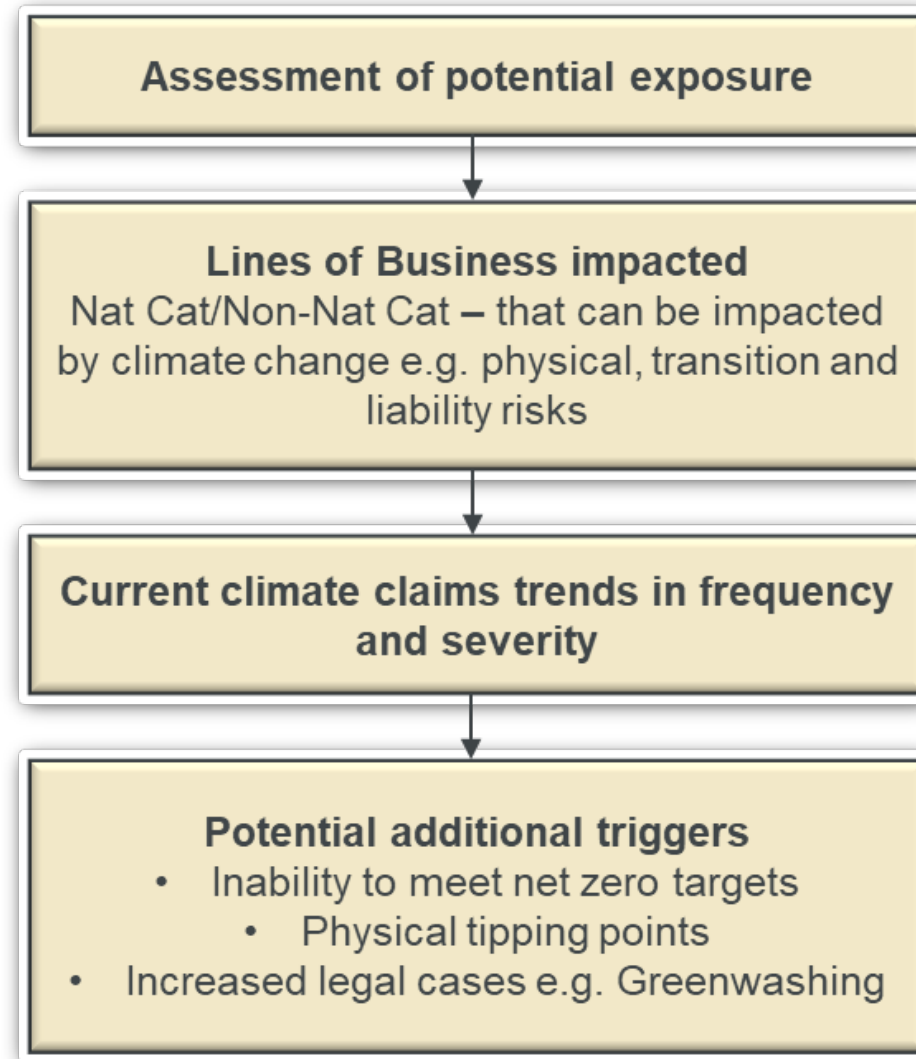 Assessment of potential exposure
Lines of Business impacted
Nat Cat/Non-Nat Cat – that can be impacted
by climate change e.g. physical, transition and
liability risks
Current climate claims trends in frequency
and severity
Potential additional triggers
• Inability to meet net zero targets
• Physical tipping points
• Increased legal cases e.g. Greenwashing